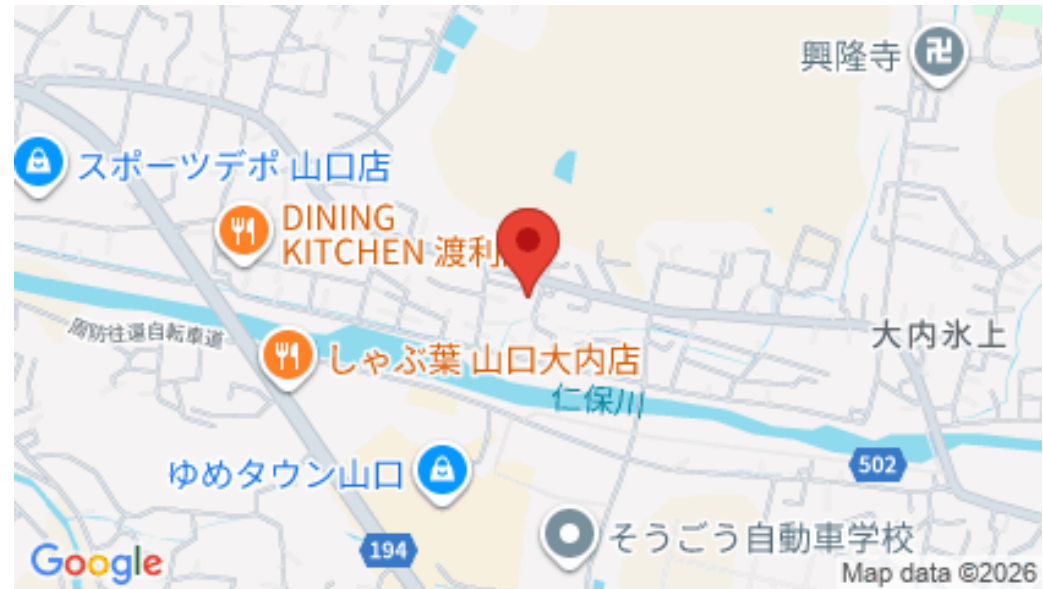 興隆寺
スポーツデポ 山口店
DINING
KITCHEN 渡利
大内氷上
周防往還自転車道
しゃぶ葉 山口大内店
仁保川
502
ゆめタウン山口
194
そうごう自動車学校
Google
Map data ©2026